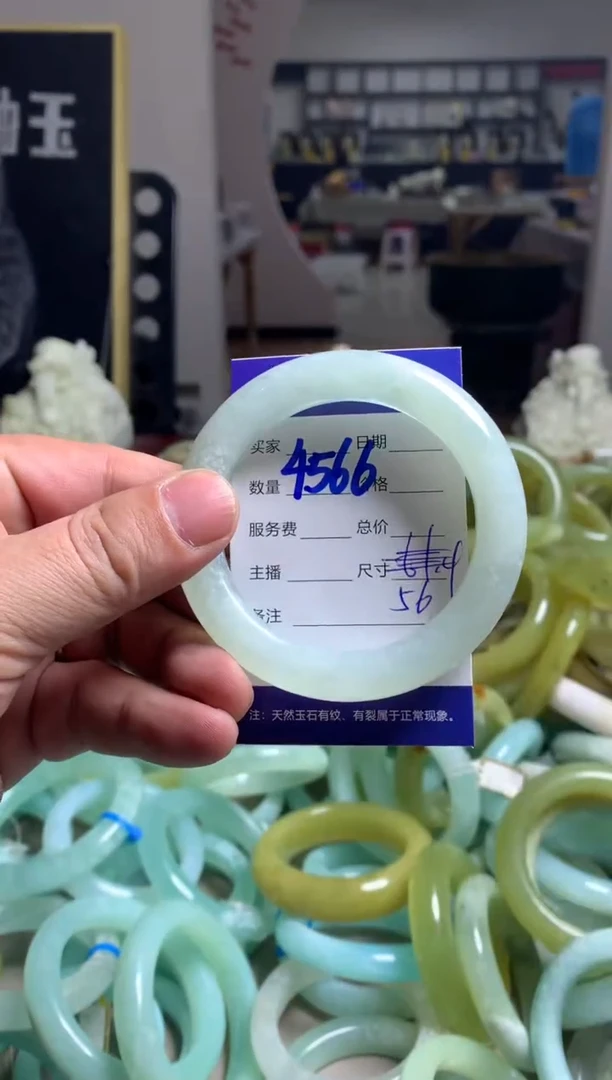 玉
买家 日期
4566
数量 格
服务费 总价
主播 尺寸
56
备注
注：天然玉石有纹、有裂属于正常现象。